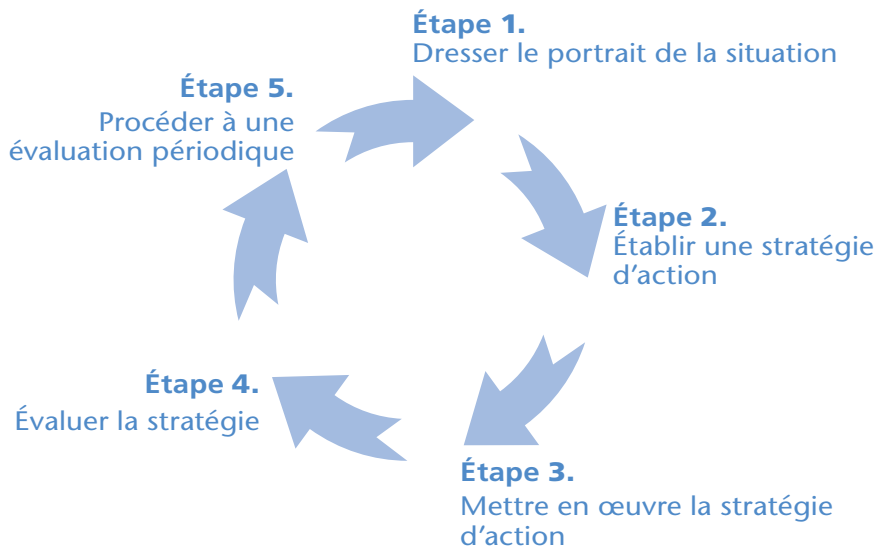 Étape 1.
Dresser le portrait de la situation
Étape 2.
Établir une stratégie
d’action
Étape 3.
Mettre en œuvre la stratégie
d’action
Étape 4.
Évaluer la stratégie
Étape 5.
Procéder à une
évaluation périodique